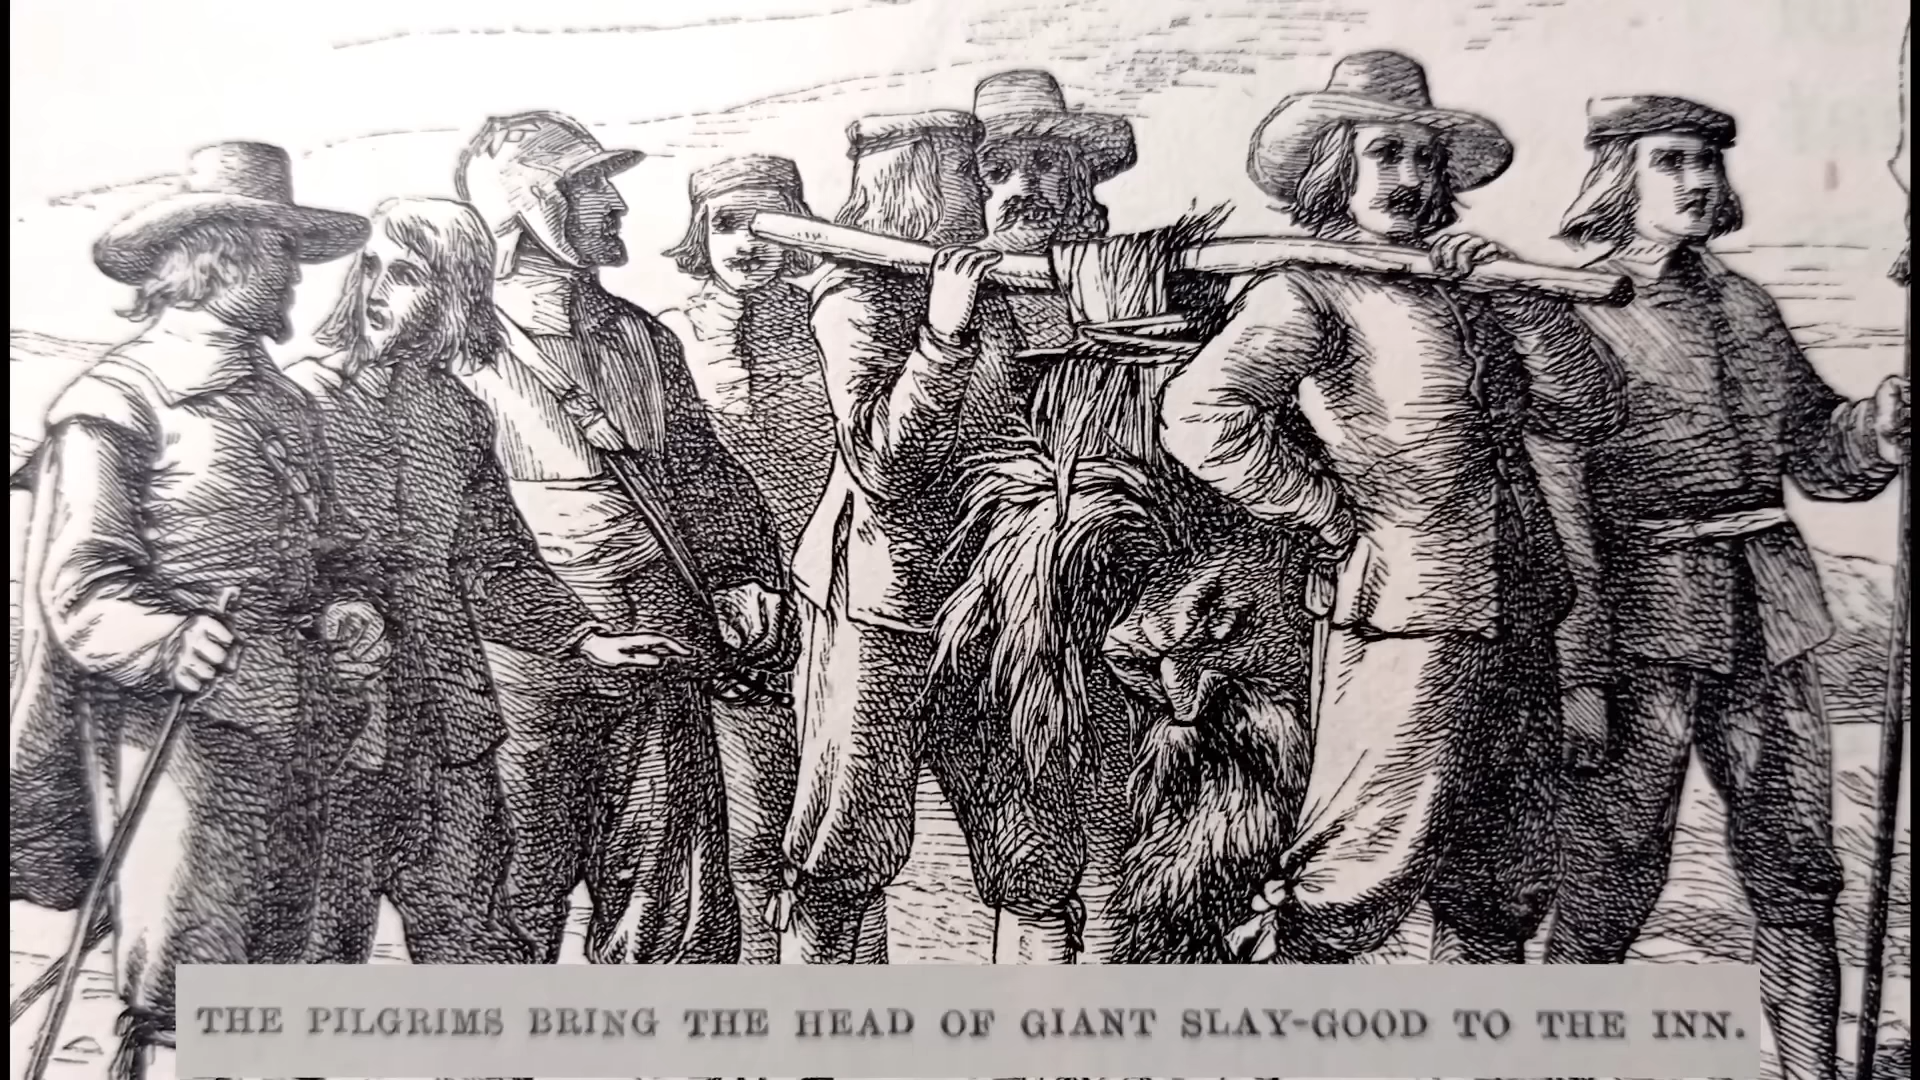 THE PILGRIMS BRING THE HEAD OF GIANT SLAY-GOOD TO THE INN.